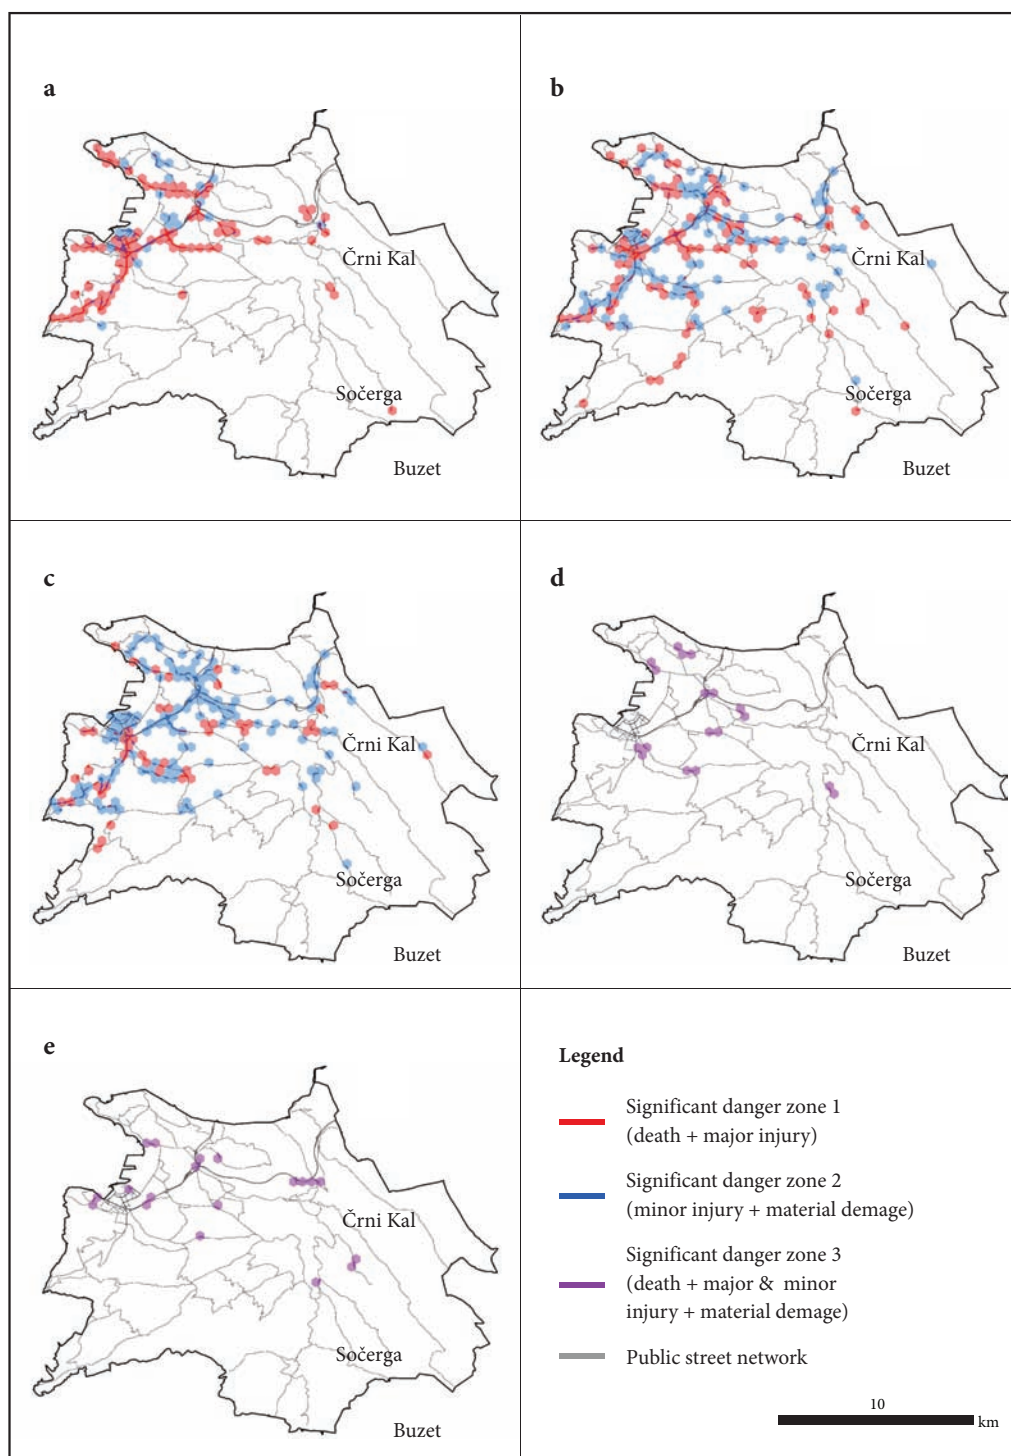 a
Črni Kal
Sočerga
Buzet
b
Črni Kal
Sočerga
Buzet
c
Črni Kal
Sočerga
Buzet
d
Črni Kal
Sočerga
Buzet
e
Črni Kal
Sočerga
Buzet
Legend
Significant danger zone 1
(death + major injury)
Significant danger zone 2
(minor injury + material demage)
Significant danger zone 3
(death + major & minor
injury + material demage)
Public street network
10
km